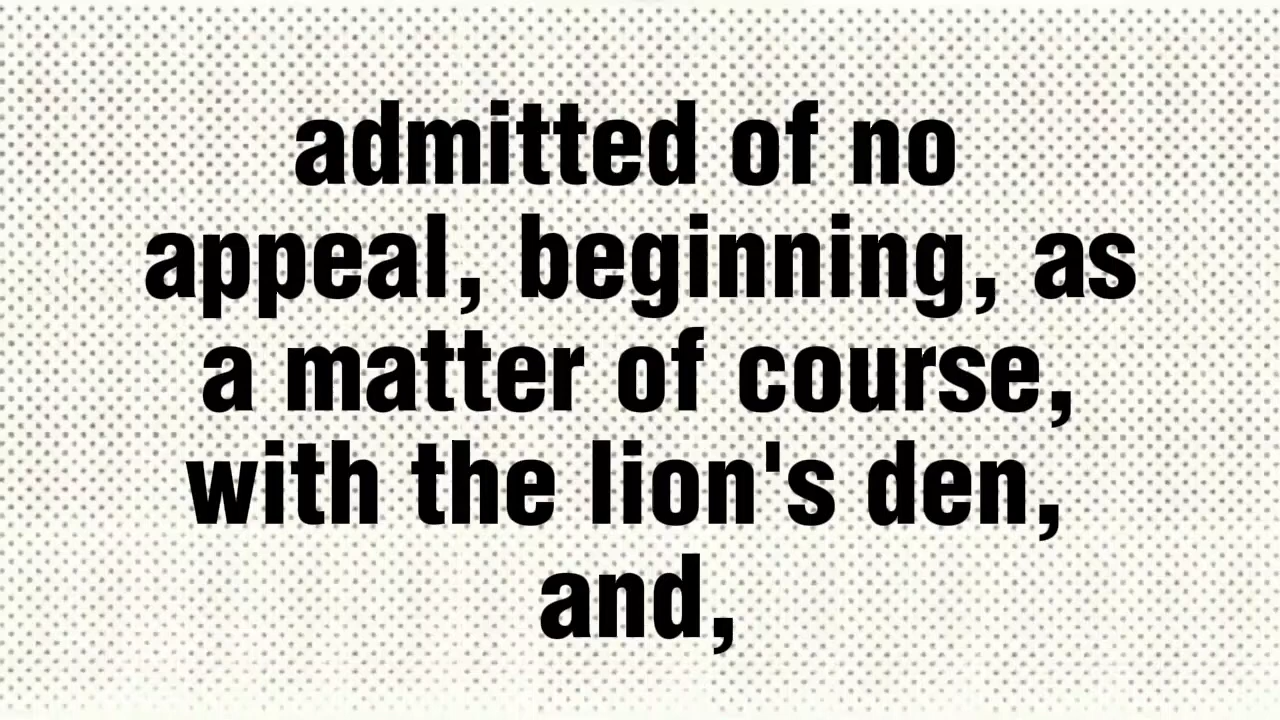 admitted of no
appeal, beginning, as
a matter of course,
with the lion's den,
and,